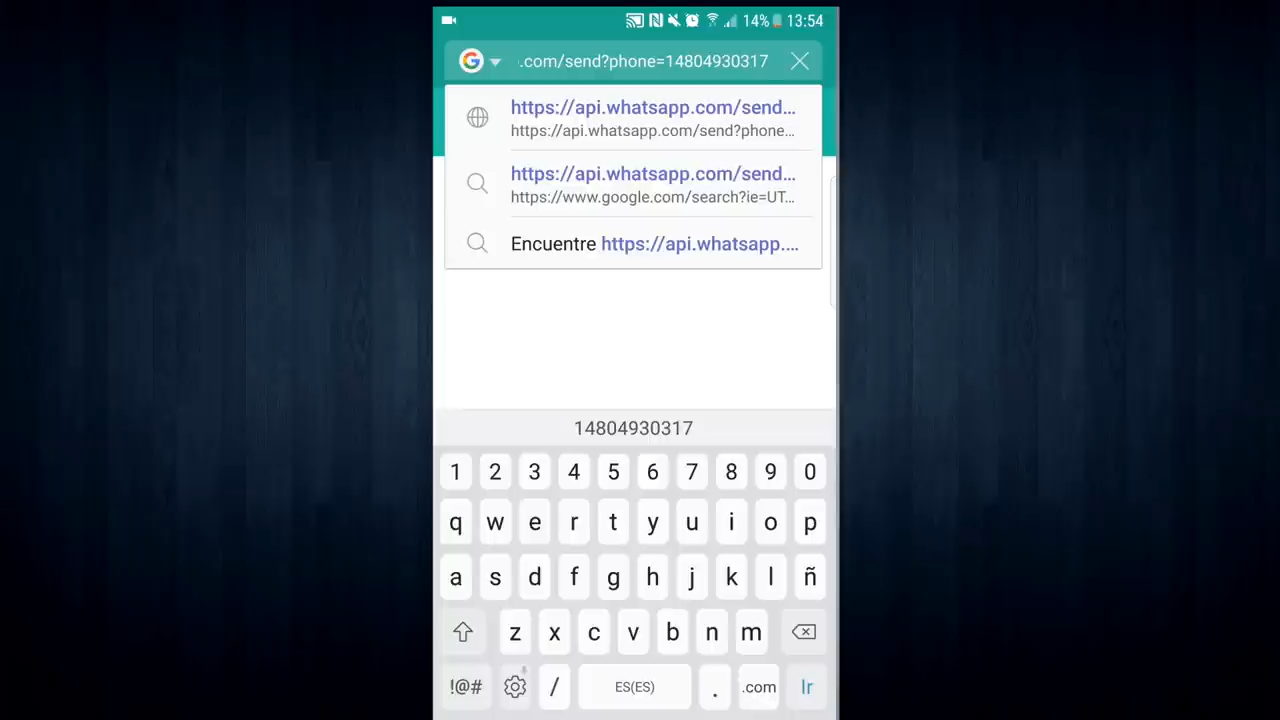 14% 13:54
.com/send?phone=14804930317
https://api.whatsapp.com/send...
https://api.whatsapp.com/send?phone...
https://api.whatsapp.com/send...
https://www.google.com/search?ie=UT...
Encuentre https://api.whatsapp....
14804930317
1 2 3 4 5 6 7 8 9 0
q w e r t y u i o p
a s d f g h j k l ñ
z x c v b n m
!@# / ES(ES) . .com Ir